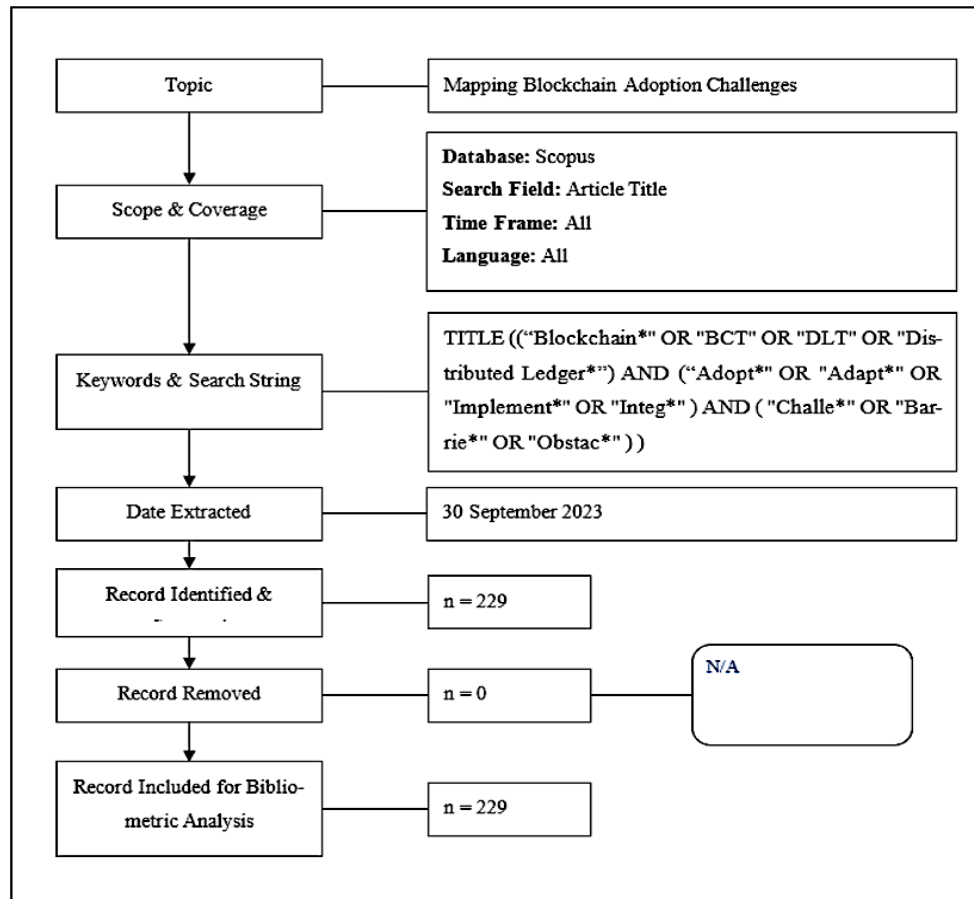 Topic
Mapping Blockchain Adoption Challenges
Scope & Coverage
Database: Scopus
Search Field: Article Title
Time Frame: All
Language: All
Keywords & Search String
TITLE ((“Blockchain*" OR "BCT" OR "DLT" OR "Dis-
tributed Ledger*”) AND (“Adopt*" OR "Adapt*" OR
"Implement*" OR "Integ*" ) AND ( "Challe*" OR "Bar-
rie*" OR "Obstac*" ) )
Date Extracted
30 September 2023
Record Identified &
n = 229
Record Removed
n = 0
N/A
Record Included for Biblio-
metric Analysis
n = 229